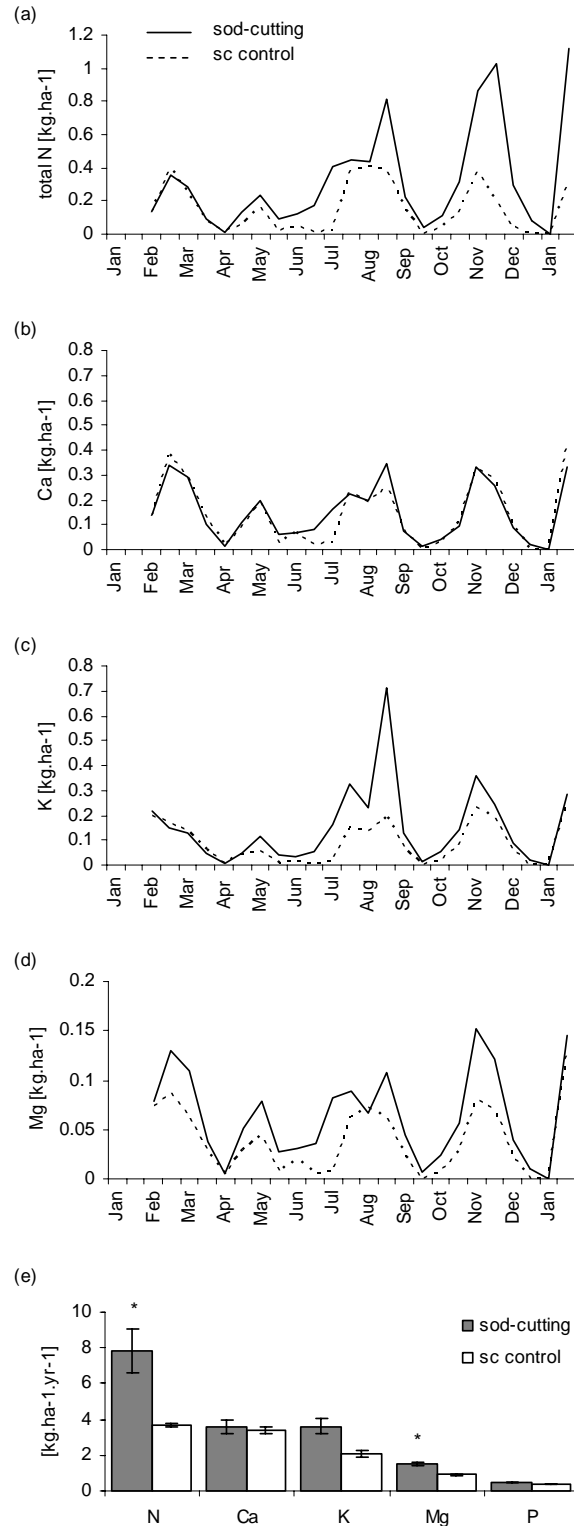 (a)
sod-cutting
sc control
total N [kg.ha-1]
1.2
1
0.8
0.6
0.4
0.2
0
Jan Feb Mar Apr May Jun Jul Aug Sep Oct Nov Dec Jan
(b)
Ca [kg.ha-1]
0.8
0.7
0.6
0.5
0.4
0.3
0.2
0.1
0
Jan Feb Mar Apr May Jun Jul Aug Sep Oct Nov Dec Jan
(c)
K [kg.ha-1]
0.8
0.7
0.6
0.5
0.4
0.3
0.2
0.1
0
Jan Feb Mar Apr May Jun Jul Aug Sep Oct Nov Dec Jan
(d)
Mg [kg.ha-1]
0.2
0.15
0.1
0.05
0
Jan Feb Mar Apr May Jun Jul Aug Sep Oct Nov Dec Jan
(e)
[kg.ha-1.yr-1]
10
8
6
4
2
0
*
*
sod-cutting
sc control
N Ca K Mg P